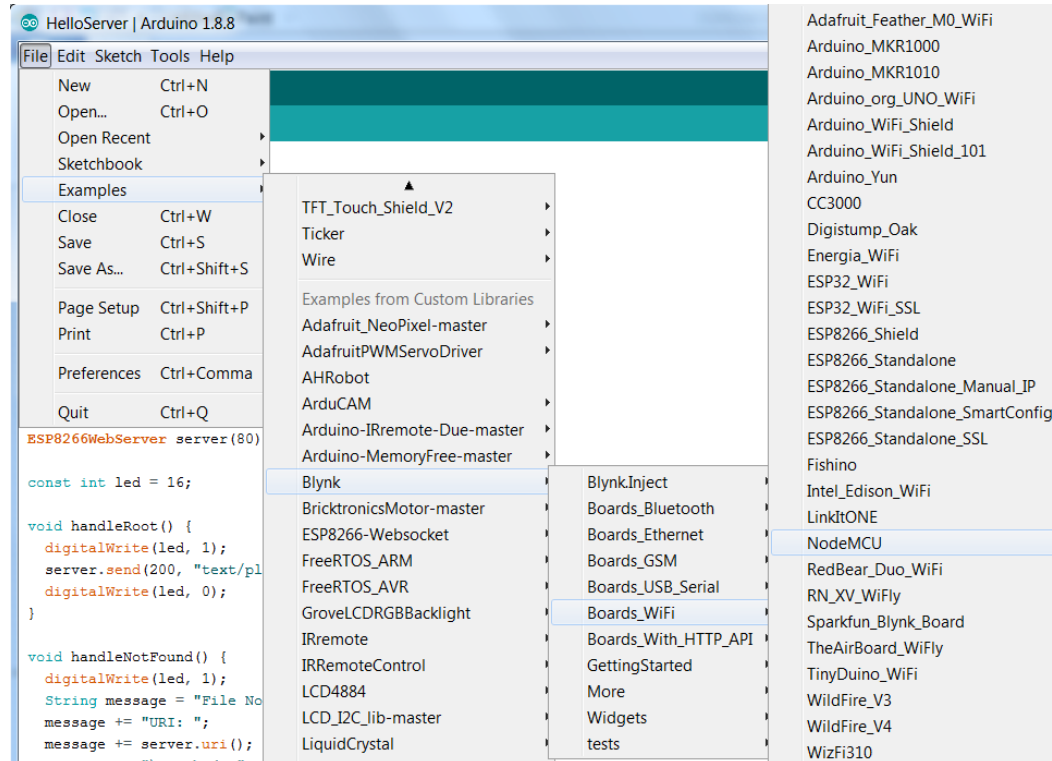 HelloServer | Arduino 1.8.8
File Edit Sketch Tools Help
New Ctrl+N
Open... Ctrl+O
Open Recent
Sketchbook
Examples
Close Ctrl+W
Save Ctrl+S
Save As... Ctrl+Shift+S
Page Setup Ctrl+Shift+P
Print Ctrl+P
Preferences Ctrl+Comma
Quit Ctrl+Q
ESP8266WebServer server(80)
const int led = 16;
void handleRoot() {
digitalWrite(led, 1);
server.send(200, "text/pl
digitalWrite(led, 0);
}
void handleNotFound() {
digitalWrite(led, 1);
String message = "File No
message += "URI: ";
message += server.uri();
TFT_Touch_Shield_V2
Ticker
Wire
Examples from Custom Libraries
Adafruit_NeoPixel-master
AdafruitPWMServoDriver
AHRobot
ArduCAM
Arduino-IRremote-Due-master
Arduino-MemoryFree-master
Blynk
BricktronicsMotor-master
ESP8266-Websocket
FreeRTOS_ARM
FreeRTOS_AVR
GroveLCDRGBBacklight
IRremote
IRRemoteControl
LCD4884
LCD_I2C_lib-master
LiquidCrystal
Blynk.Inject
Boards_Bluetooth
Boards_Ethernet
Boards_GSM
Boards_USB_Serial
Boards_WiFi
Boards_With_HTTP_API
GettingStarted
More
Widgets
tests
Adafruit_Feather_M0_WiFi
Arduino_MKR1000
Arduino_MKR1010
Arduino_org_UNO_WiFi
Arduino_WiFi_Shield
Arduino_WiFi_Shield_101
Arduino_Yun
CC3000
Digistump_Oak
Energia_WiFi
ESP32_WiFi
ESP32_WiFi_SSL
ESP8266_Shield
ESP8266_Standalone
ESP8266_Standalone_Manual_IP
ESP8266_Standalone_SmartConfig
ESP8266_Standalone_SSL
Fishino
Intel_Edison_WiFi
LinkItONE
NodeMCU
RedBear_Duo_WiFi
RN_XV_WiFly
Sparkfun_Blynk_Board
TheAirBoard_WiFly
TinyDuino_WiFi
WildFire_V3
WildFire_V4
WizFi310